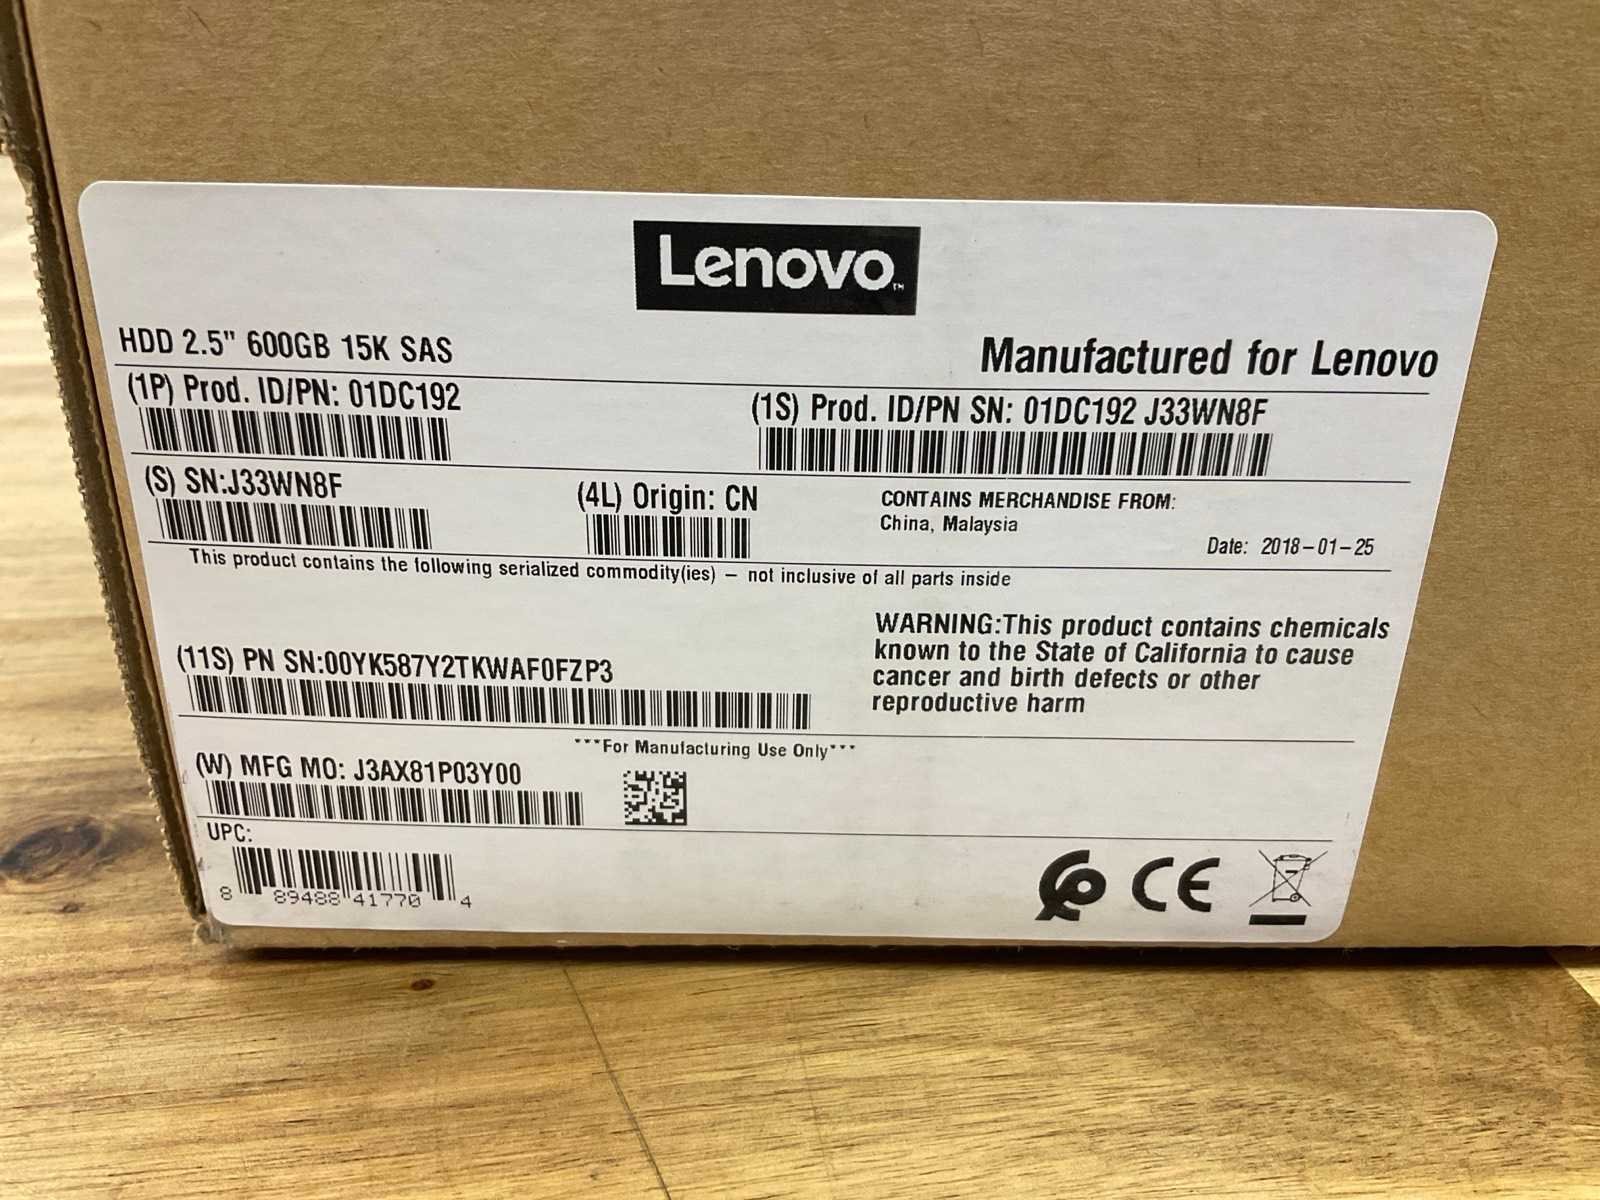 Lenovo™
HDD 2.5" 600GB 15K SAS
Manufactured for Lenovo
(1P) Prod. ID/PN: 01DC192
(1S) Prod. ID/PN SN: 01DC192 J33WN8F
(S) SN:J33WN8F
(4L) Origin: CN
CONTAINS MERCHANDISE FROM:
China, Malaysia
Date: 2018-01-25
This product contains the following serialized commodity(ies) – not inclusive of all parts inside
WARNING:This product contains chemicals
known to the State of California to cause
cancer and birth defects or other
reproductive harm
(11S) PN SN:00YK587Y2TKWAF0FZP3
***For Manufacturing Use Only***
(W) MFG MO: J3AX81P03Y00
UPC:
8 89488 41770 4
CE